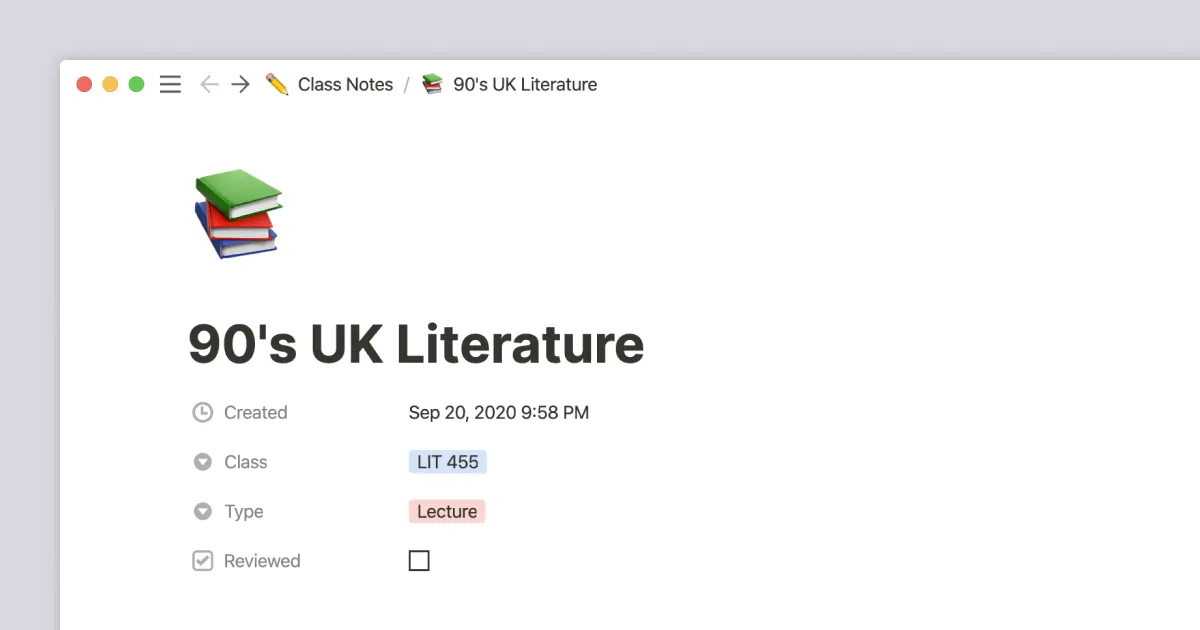 Class Notes / 90's UK Literature
90's UK Literature
Created Sep 20, 2020 9:58 PM
Class LIT 455
Type Lecture
Reviewed